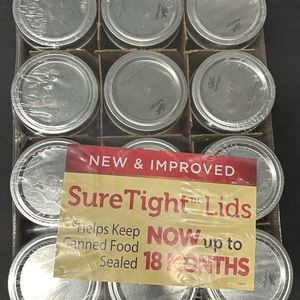 NEW & IMPROVED
SureTight™ Lids
Helps Keep
Canned Food
Sealed
NOW up to
18 MONTHS